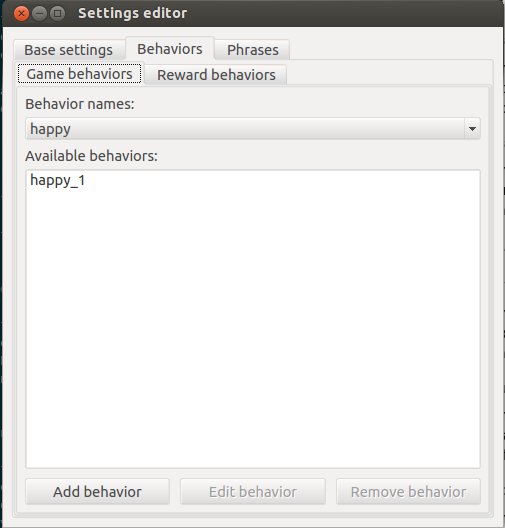 Settings editor
Base settings Behaviors Phrases
Game behaviors Reward behaviors
Behavior names:
happy
Available behaviors:
happy_1
Add behavior Edit behavior Remove behavior